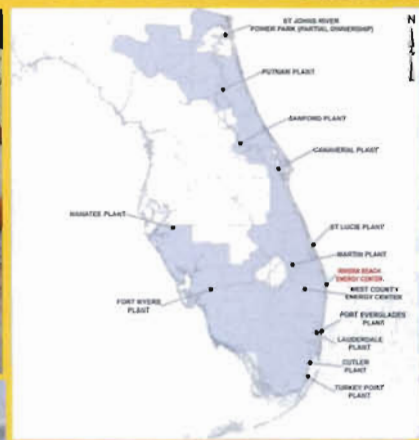 ST JOHNS RIVER
POWER PARK (PARTIAL OWNERSHIP)
N
PUTNAM PLANT
SANFORD PLANT
CANAVERAL PLANT
MANATEE PLANT
ST LUCIE PLANT
MARTIN PLANT
RIVIERA BEACH
ENERGY CENTER
WEST COUNTY
ENERGY CENTER
FORT MYERS
PLANT
PORT EVERGLADES
PLANT
LAUDERDALE
PLANT
CUTLER
PLANT
TURKEY POINT
PLANT